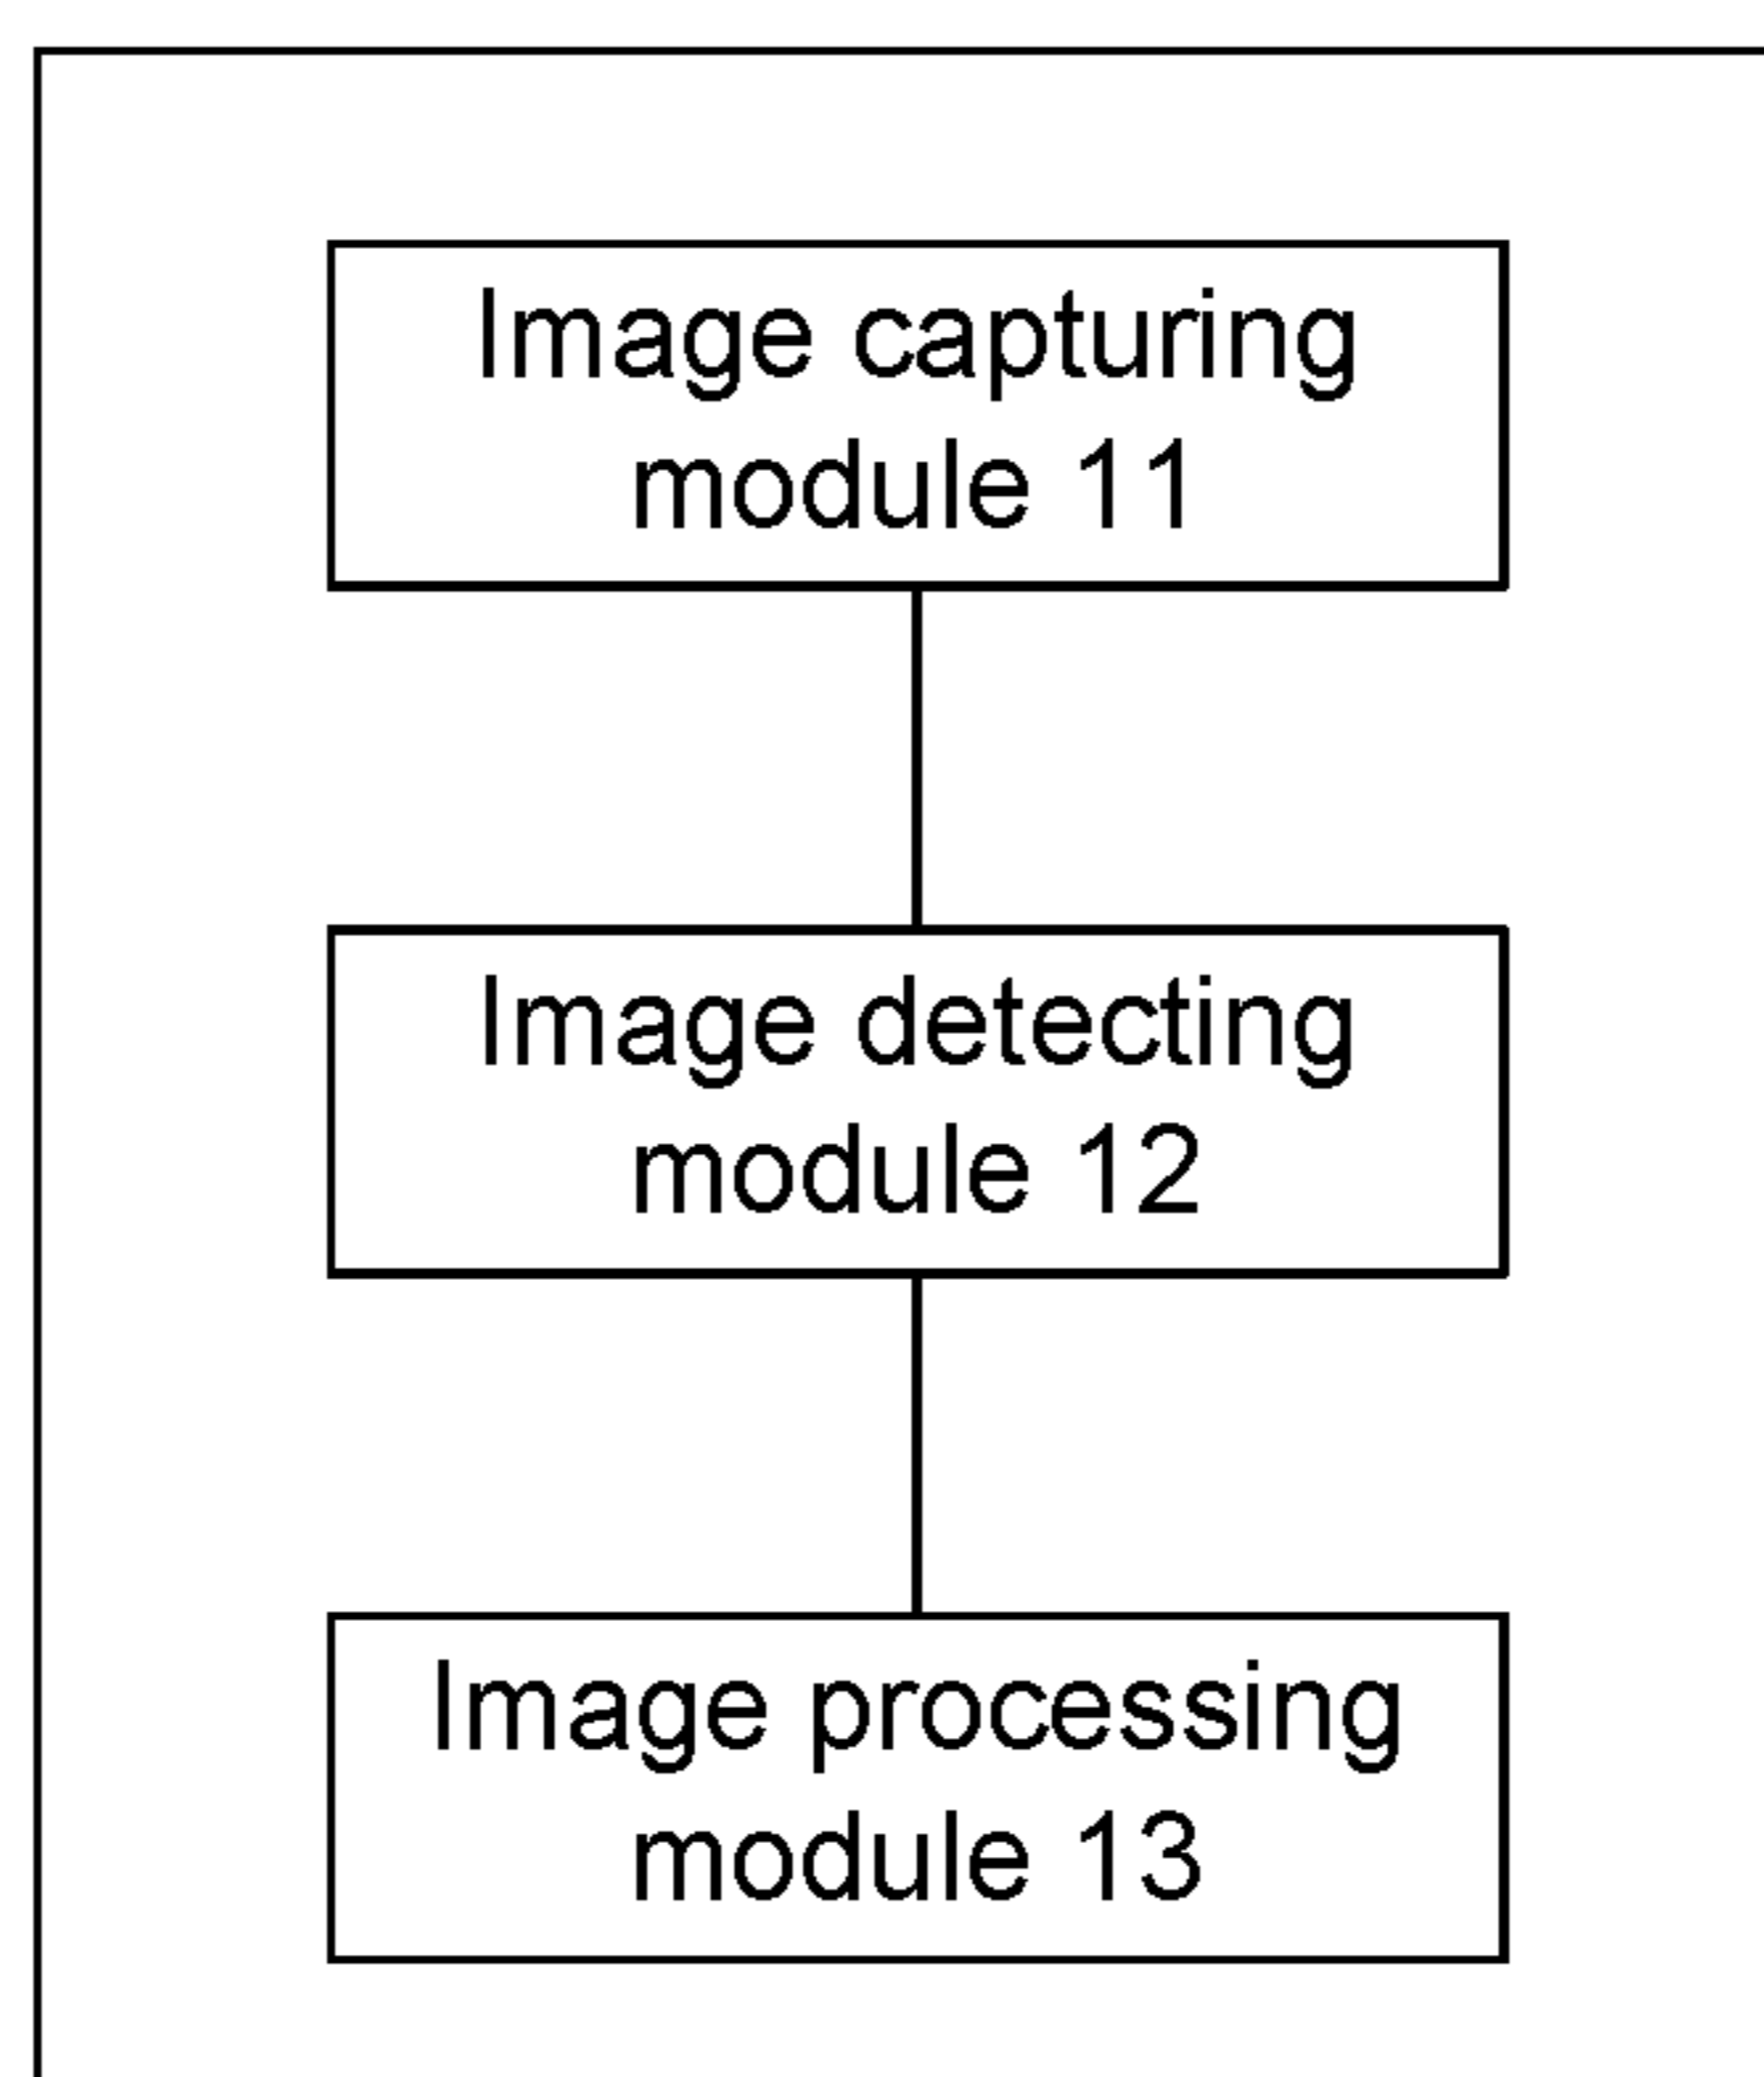 Image capturing
module 11
Image detecting
module 12
Image processing
module 13